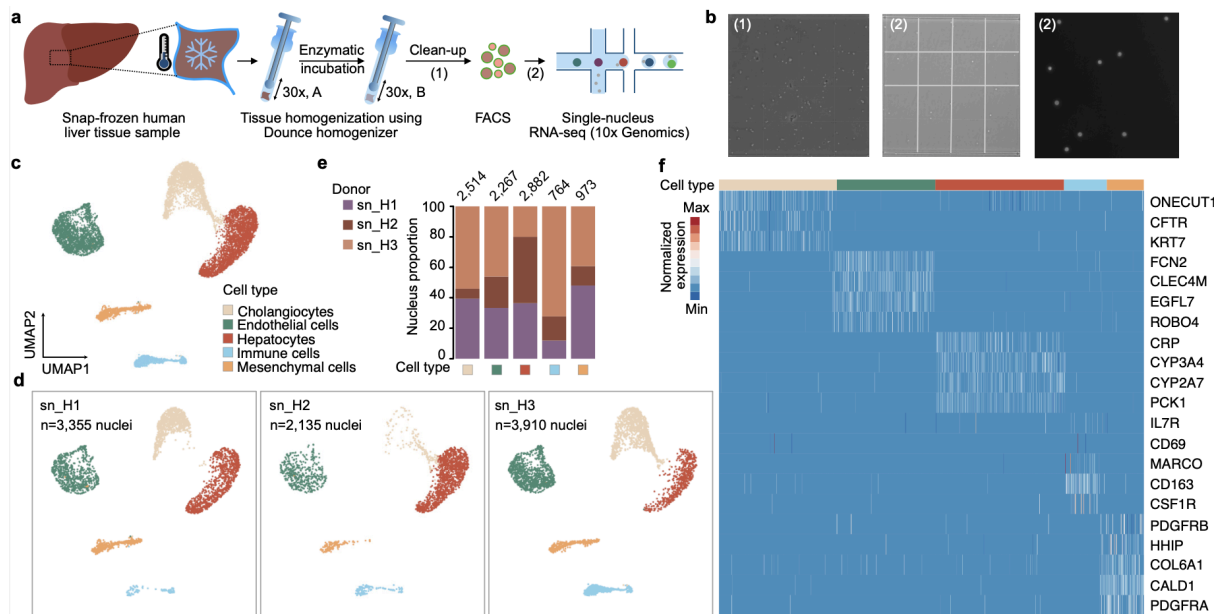 a
Enzymatic
incubation
Clean-up
(1)
(2)
30x, A
30x, B
Snap-frozen human
liver tissue sample
Tissue homogenization using
Dounce homogenizer
FACS
Single-nucleus
RNA-seq (10x Genomics)
b
(1)
(2)
(2)
c
UMAP2
UMAP1
Cell type
Cholangiocytes
Endothelial cells
Hepatocytes
Immune cells
Mesenchymal cells
d
sn_H1
n=3,355 nuclei
sn_H2
n=2,135 nuclei
sn_H3
n=3,910 nuclei
e
Donor
sn_H1
sn_H2
sn_H3
2,514
2,267
2,882
764
973
Nucleus proportion
100
80
60
40
20
0
Cell type
f
Cell type
Max
Normalized
expression
Min
ONECUT1
CFTR
KRT7
FCN2
CLEC4M
EGFL7
ROBO4
CRP
CYP3A4
CYP2A7
PCK1
IL7R
CD69
MARCO
CD163
CSF1R
PDGFRB
HHIP
COL6A1
CALD1
PDGFRA